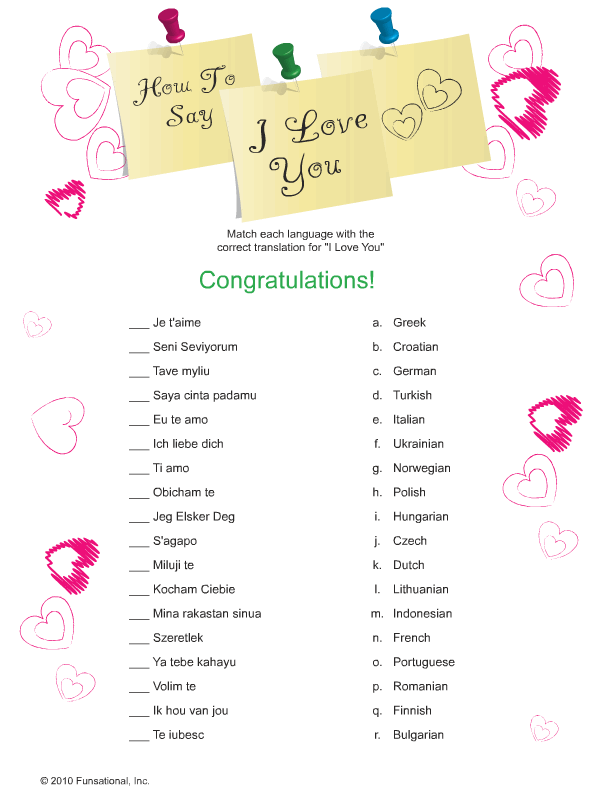 How To
Say
I Love
You
Match each language with the
correct translation for "I Love You"
Congratulations!
___ Je t'aime a. Greek
___ Seni Seviyorum b. Croatian
___ Tave myliu c. German
___ Saya cinta padamu d. Turkish
___ Eu te amo e. Italian
___ Ich liebe dich f. Ukrainian
___ Ti amo g. Norwegian
___ Obicham te h. Polish
___ Jeg Elsker Deg i. Hungarian
___ S'agapo j. Czech
___ Miluji te k. Dutch
___ Kocham Ciebie l. Lithuanian
___ Mina rakastan sinua m. Indonesian
___ Szeretlek n. French
___ Ya tebe kahayu o. Portuguese
___ Volim te p. Romanian
___ Ik hou van jou q. Finnish
___ Te iubesc r. Bulgarian
© 2010 Funsational, Inc.